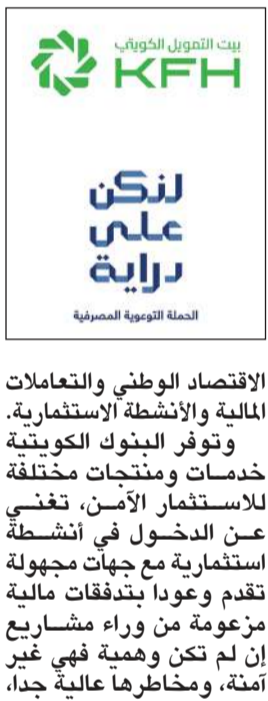 بيت التمويل الكويتي
KFH
لنكن
على
دراية
الحملة التوعوية المصرفية
الاقتصاد الوطني والتعاملات
المالية والأنشطة الاستثمارية.
وتوفر البنوك الكويتية
خدمات ومنتجات مختلفة
للاستثمار الآمن، تغني
عن الدخول في أنشطة
استثمارية مع جهات مجهولة
تقدم وعودا بتدفقات مالية
مزعومة من وراء مشاريع
إن لم تكن وهمية فهي غير
آمنة، ومخاطرها عالية جدا،